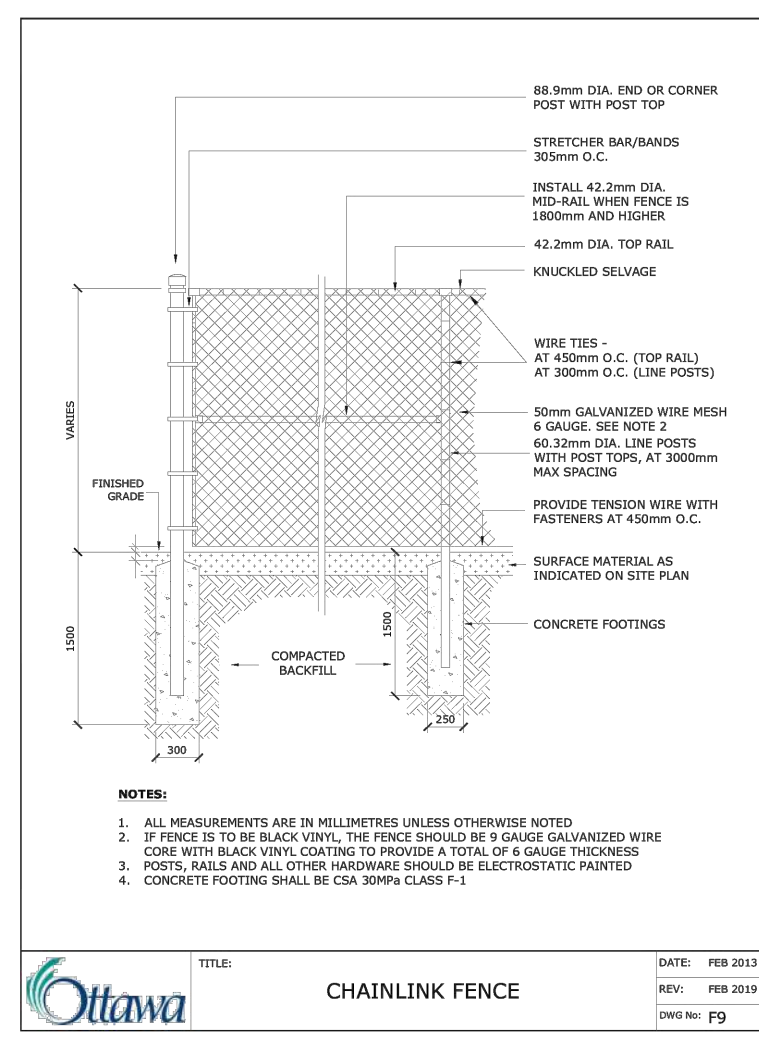 88.9mm DIA. END OR CORNER
POST WITH POST TOP
STRETCHER BAR/BANDS
305mm O.C.
INSTALL 42.2mm DIA.
MID-RAIL WHEN FENCE IS
1800mm AND HIGHER
42.2mm DIA. TOP RAIL
KNUCKLED SELVAGE
WIRE TIES -
AT 450mm O.C. (TOP RAIL)
AT 300mm O.C. (LINE POSTS)
50mm GALVANIZED WIRE MESH
6 GAUGE. SEE NOTE 2
60.32mm DIA. LINE POSTS
WITH POST TOPS, AT 3000mm
MAX SPACING
PROVIDE TENSION WIRE WITH
FASTENERS AT 450mm O.C.
SURFACE MATERIAL AS
INDICATED ON SITE PLAN
CONCRETE FOOTINGS
VARIES
FINISHED
GRADE
1500
1500
COMPACTED
BACKFILL
250
300
NOTES:
1. ALL MEASUREMENTS ARE IN MILLIMETRES UNLESS OTHERWISE NOTED
2. IF FENCE IS TO BE BLACK VINYL, THE FENCE SHOULD BE 9 GAUGE GALVANIZED WIRE
CORE WITH BLACK VINYL COATING TO PROVIDE A TOTAL OF 6 GAUGE THICKNESS
3. POSTS, RAILS AND ALL OTHER HARDWARE SHOULD BE ELECTROSTATIC PAINTED
4. CONCRETE FOOTING SHALL BE CSA 30MPa CLASS F-1
Ottawa
TITLE:
CHAINLINK FENCE
DATE: FEB 2013
REV: FEB 2019
DWG No: F9